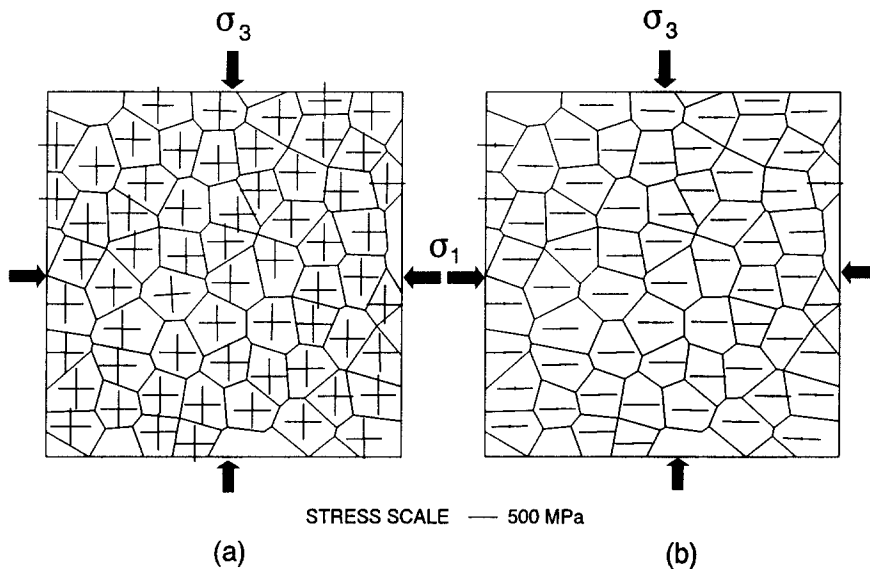 σ3
σ3
σ1
STRESS SCALE — 500 MPa
(a)
(b)